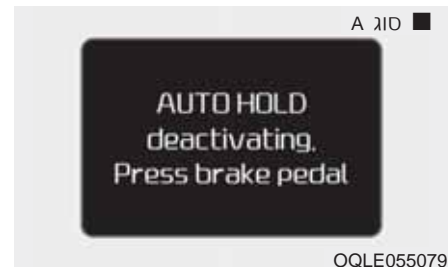 ■ סוג A
AUTO HOLD
deactivating.
Press brake pedal
OQLE055079